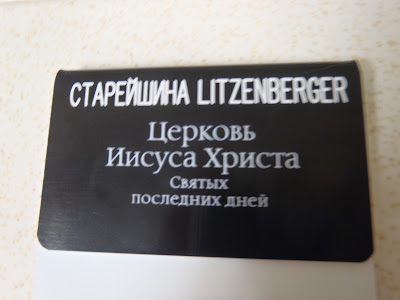 СТАРЕЙШИНА LITZENBERGER
Церковь
Иисуса Христа
Святых
последних дней